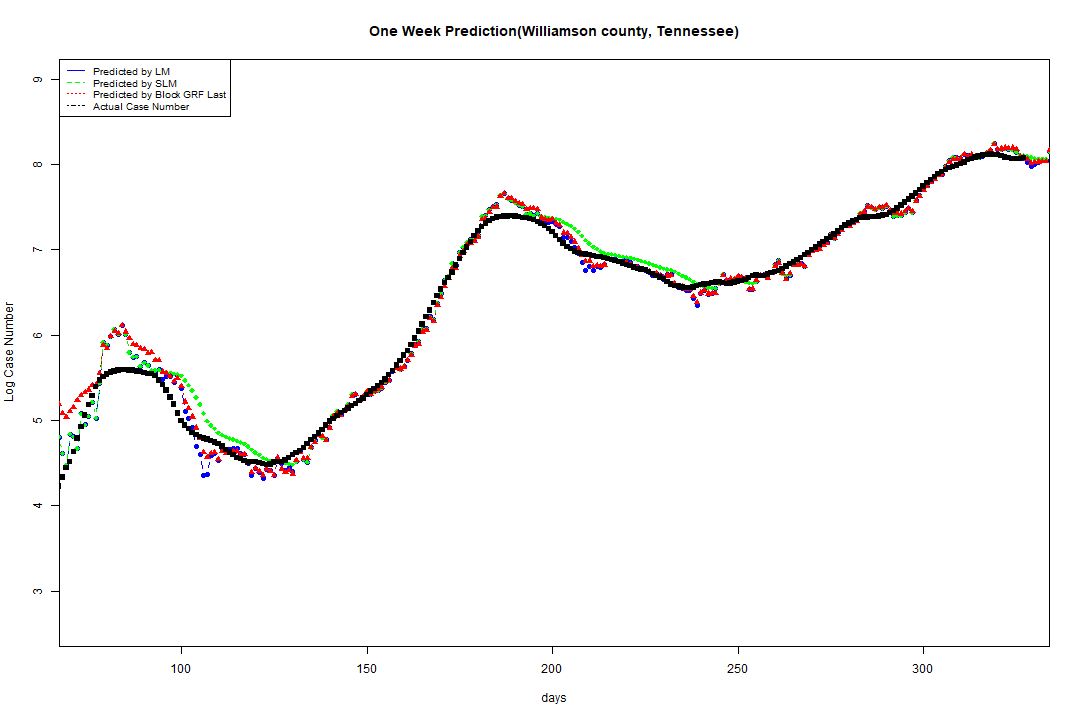 One Week Prediction(Williamson county, Tennessee)
Predicted by LM
Predicted by SLM
Predicted by Block GRF Last
Actual Case Number
9
8
7
6
5
4
3
Log Case Number
100 150 200 250 300
days